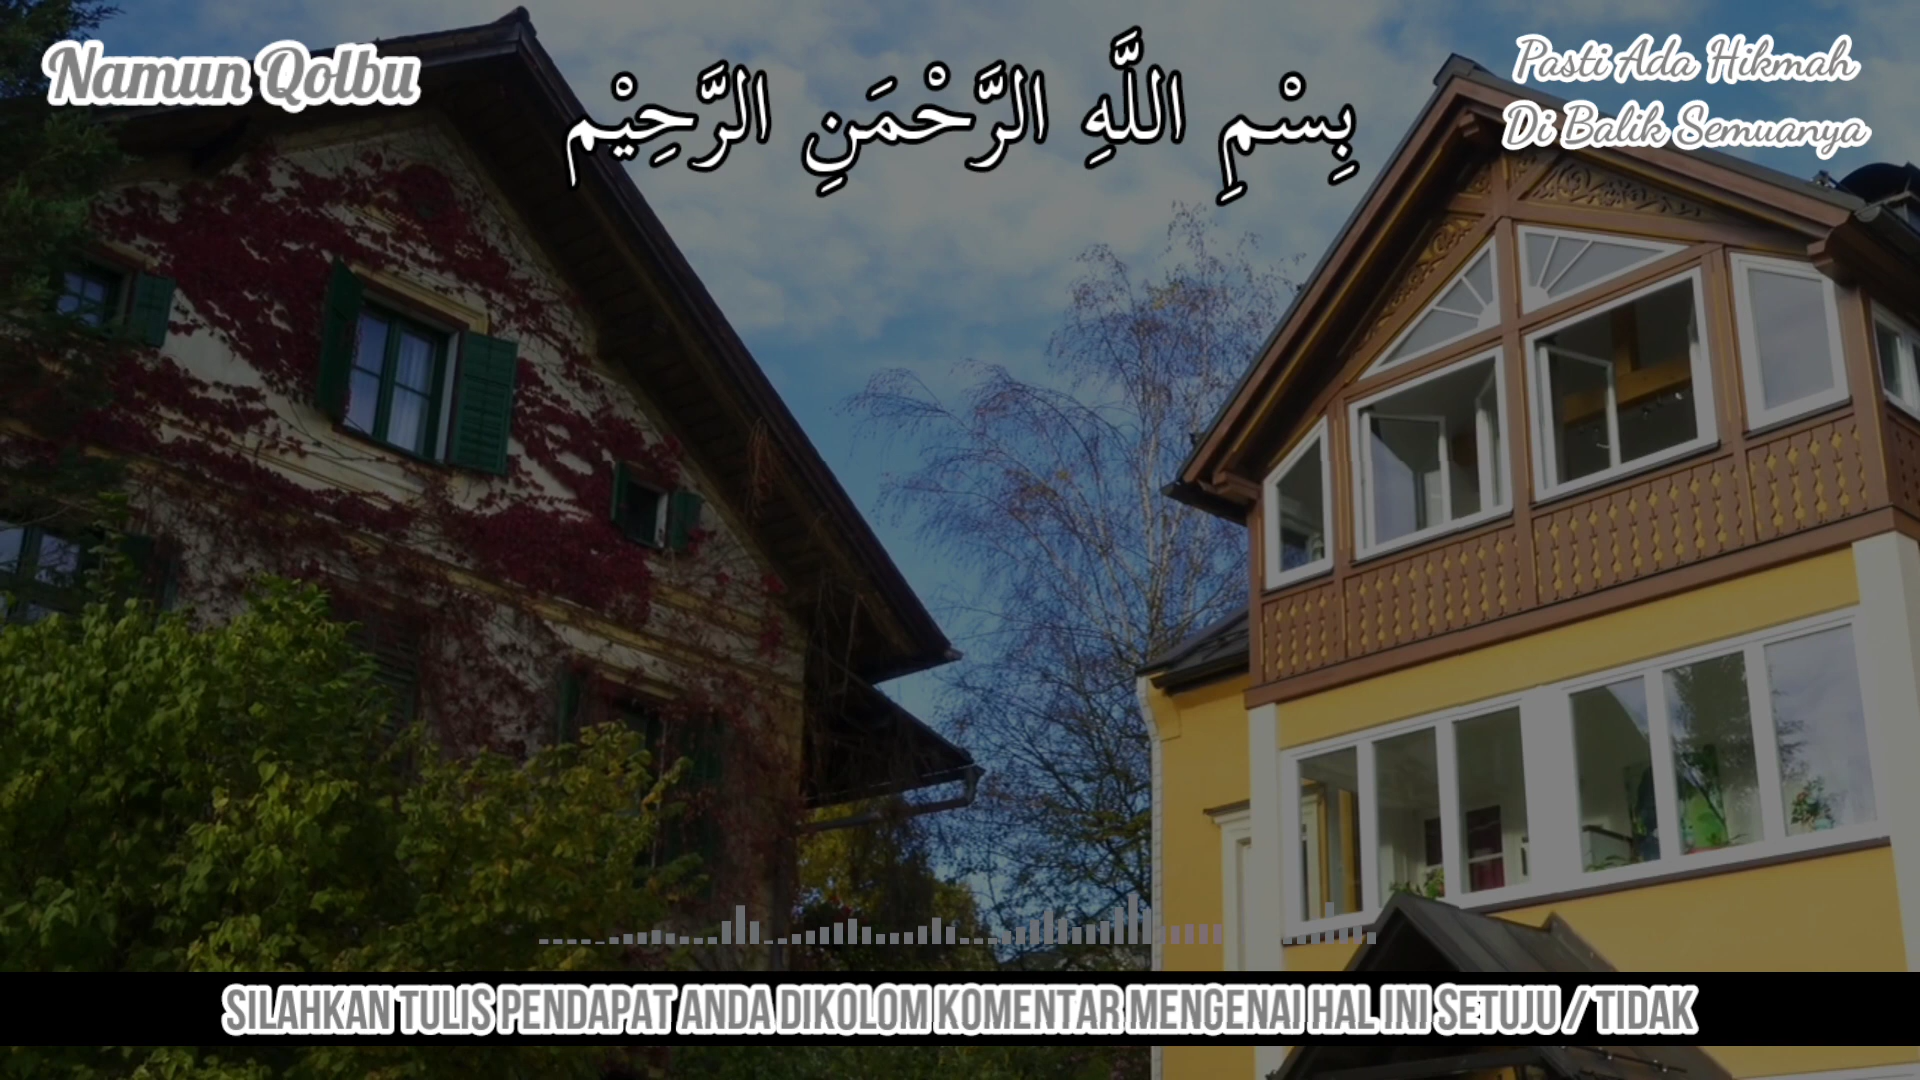 Namun Qolbu
بِسْمِ اللَّهِ الرَّحْمَنِ الرَّحِيْم
Pasti Ada Hikmah
Di Balik Semuanya
SILAHKAN TULIS PENDAPAT ANDA DIKOLOM KOMENTAR MENGENAI HAL INI SETUJU / TIDAK